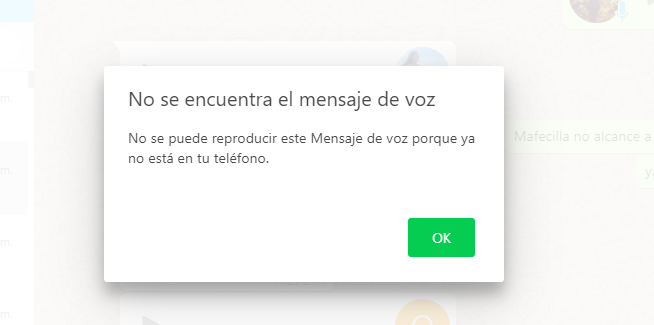 No se encuentra el mensaje de voz
No se puede reproducir este Mensaje de voz porque ya
no está en tu teléfono.
OK
Mafecilla no alcance a
ya
m.
m.
m.
m.